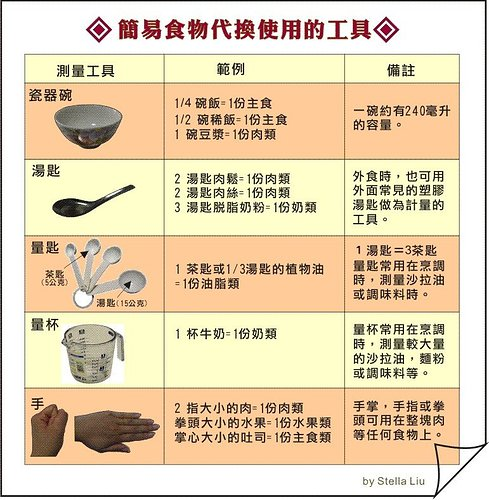 簡易食物代換使用的工具
測量工具
範例
備註
瓷器碗
1/4 碗飯=1份主食
1/2 碗稀飯=1份主食
1 碗豆漿=1份肉類
一碗約有240毫升
的容量。
湯匙
2 湯匙肉鬆=1份肉類
2 湯匙肉絲=1份肉類
3 湯匙脱脂奶粉=1份奶類
外食時，也可用
外面常見的塑膠
湯匙做為計量的
工具。
量匙
茶匙
(5公克)
湯匙(15公克)
1 茶匙或1/3湯匙的植物油
=1份油脂類
1 湯匙＝3茶匙
量匙常用在烹調
時，測量沙拉油
或調味料時。
量杯
1 杯牛奶=1份奶類
量杯常用在烹調
時，測量較大量
的沙拉油，麵粉
或調味料等。
手
2 指大小的肉=1份肉類
拳頭大小的水果=1份水果類
掌心大小的吐司=1份主食類
手掌，手指或拳
頭可用在整塊肉
等任何食物上。
by Stella Liu